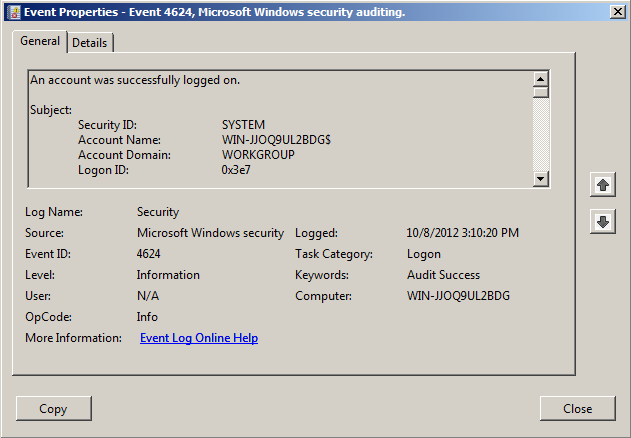 Event Properties - Event 4624, Microsoft Windows security auditing.
General Details
An account was successfully logged on.
Subject:
Security ID: SYSTEM
Account Name: WIN-JJOQ9UL2BDG$
Account Domain: WORKGROUP
Logon ID: 0x3e7
Log Name: Security
Source: Microsoft Windows security Logged: 10/8/2012 3:10:20 PM
Event ID: 4624 Task Category: Logon
Level: Information Keywords: Audit Success
User: N/A Computer: WIN-JJOQ9UL2BDG
OpCode: Info
More Information: Event Log Online Help
Copy Close